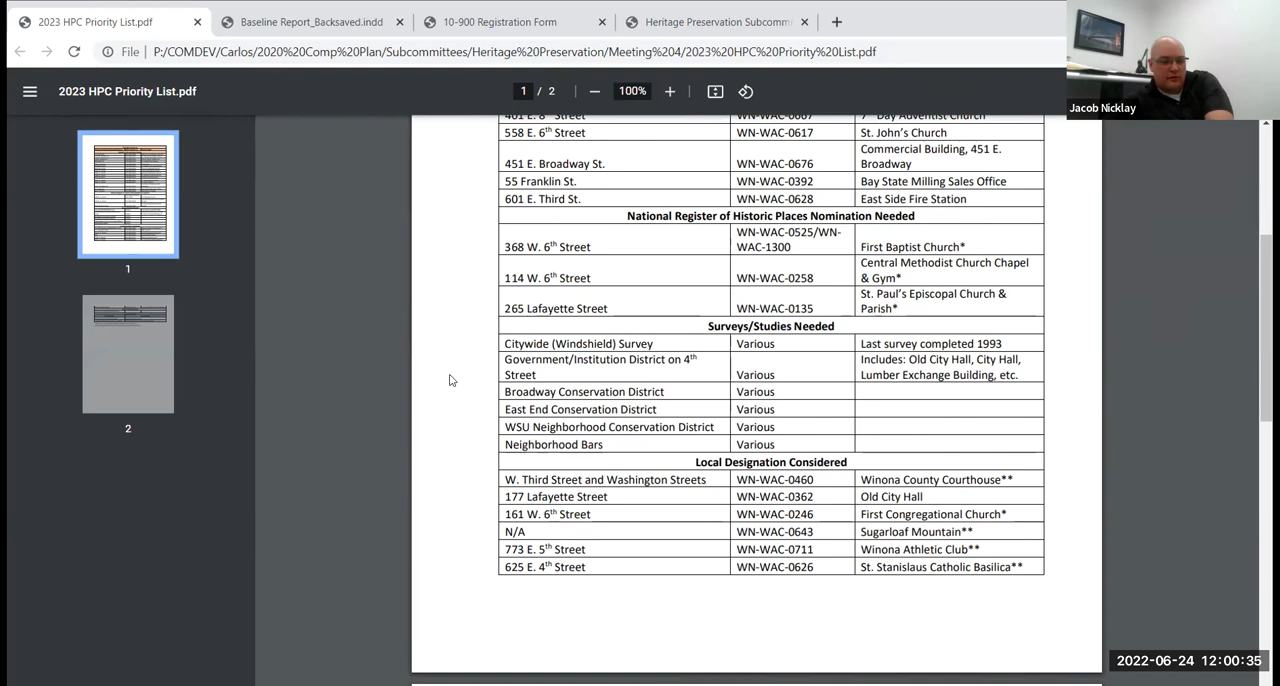 2023 HPC Priority List.pdf
Baseline Report_Backsaved.indd
10-900 Registration Form
Heritage Preservation Subcomm
File
P:/COMDEV/Carlos/2020%20Comp%20Plan/Subcommittees/Heritage%20Preservation/Meeting%204/2023%20HPC%20Priority%20List.pdf
Jacob Nicklay
2023 HPC Priority List.pdf
1 / 2
100%
401 E. 8th Street WN-WAC-0667 7th Day Adventist Church
558 E. 6th Street WN-WAC-0617 St. John's Church
451 E. Broadway St. WN-WAC-0676 Commercial Building, 451 E.
Broadway
55 Franklin St. WN-WAC-0392 Bay State Milling Sales Office
601 E. Third St. WN-WAC-0628 East Side Fire Station
National Register of Historic Places Nomination Needed
368 W. 6th Street WN-WAC-0525/WN-
WAC-1300 First Baptist Church*
114 W. 6th Street WN-WAC-0258 Central Methodist Church Chapel
& Gym*
265 Lafayette Street WN-WAC-0135 St. Paul's Episcopal Church &
Parish*
Surveys/Studies Needed
Citywide (Windshield) Survey Various Last survey completed 1993
Government/Institution District on 4th
Street Various Includes: Old City Hall, City Hall,
Lumber Exchange Building, etc.
Broadway Conservation District Various
East End Conservation District Various
WSU Neighborhood Conservation District Various
Neighborhood Bars Various
Local Designation Considered
W. Third Street and Washington Streets WN-WAC-0460 Winona County Courthouse**
177 Lafayette Street WN-WAC-0362 Old City Hall
161 W. 6th Street WN-WAC-0246 First Congregational Church*
N/A WN-WAC-0643 Sugarloaf Mountain**
773 E. 5th Street WN-WAC-0711 Winona Athletic Club**
625 E. 4th Street WN-WAC-0626 St. Stanislaus Catholic Basilica**
1
2
2022-06-24 12:00:35